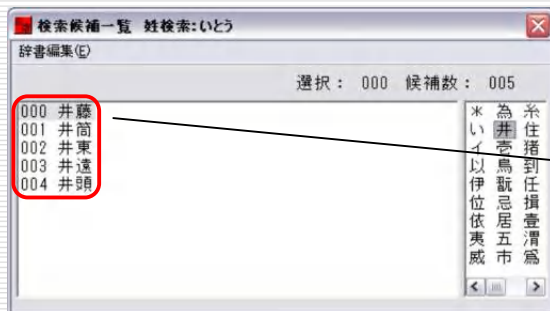 検索候補一覧 姓検索:いとう
辞書編集(E)
選択： 000 候補数： 005
000 井藤
001 井筒
002 井東
003 井遠
004 井頭
* 為 糸
い 井 住
イ 壱 猪
以 鳥 到
伊 翫 任
位 忌 揖
依 居 壹
夷 五 渭
威 市 爲